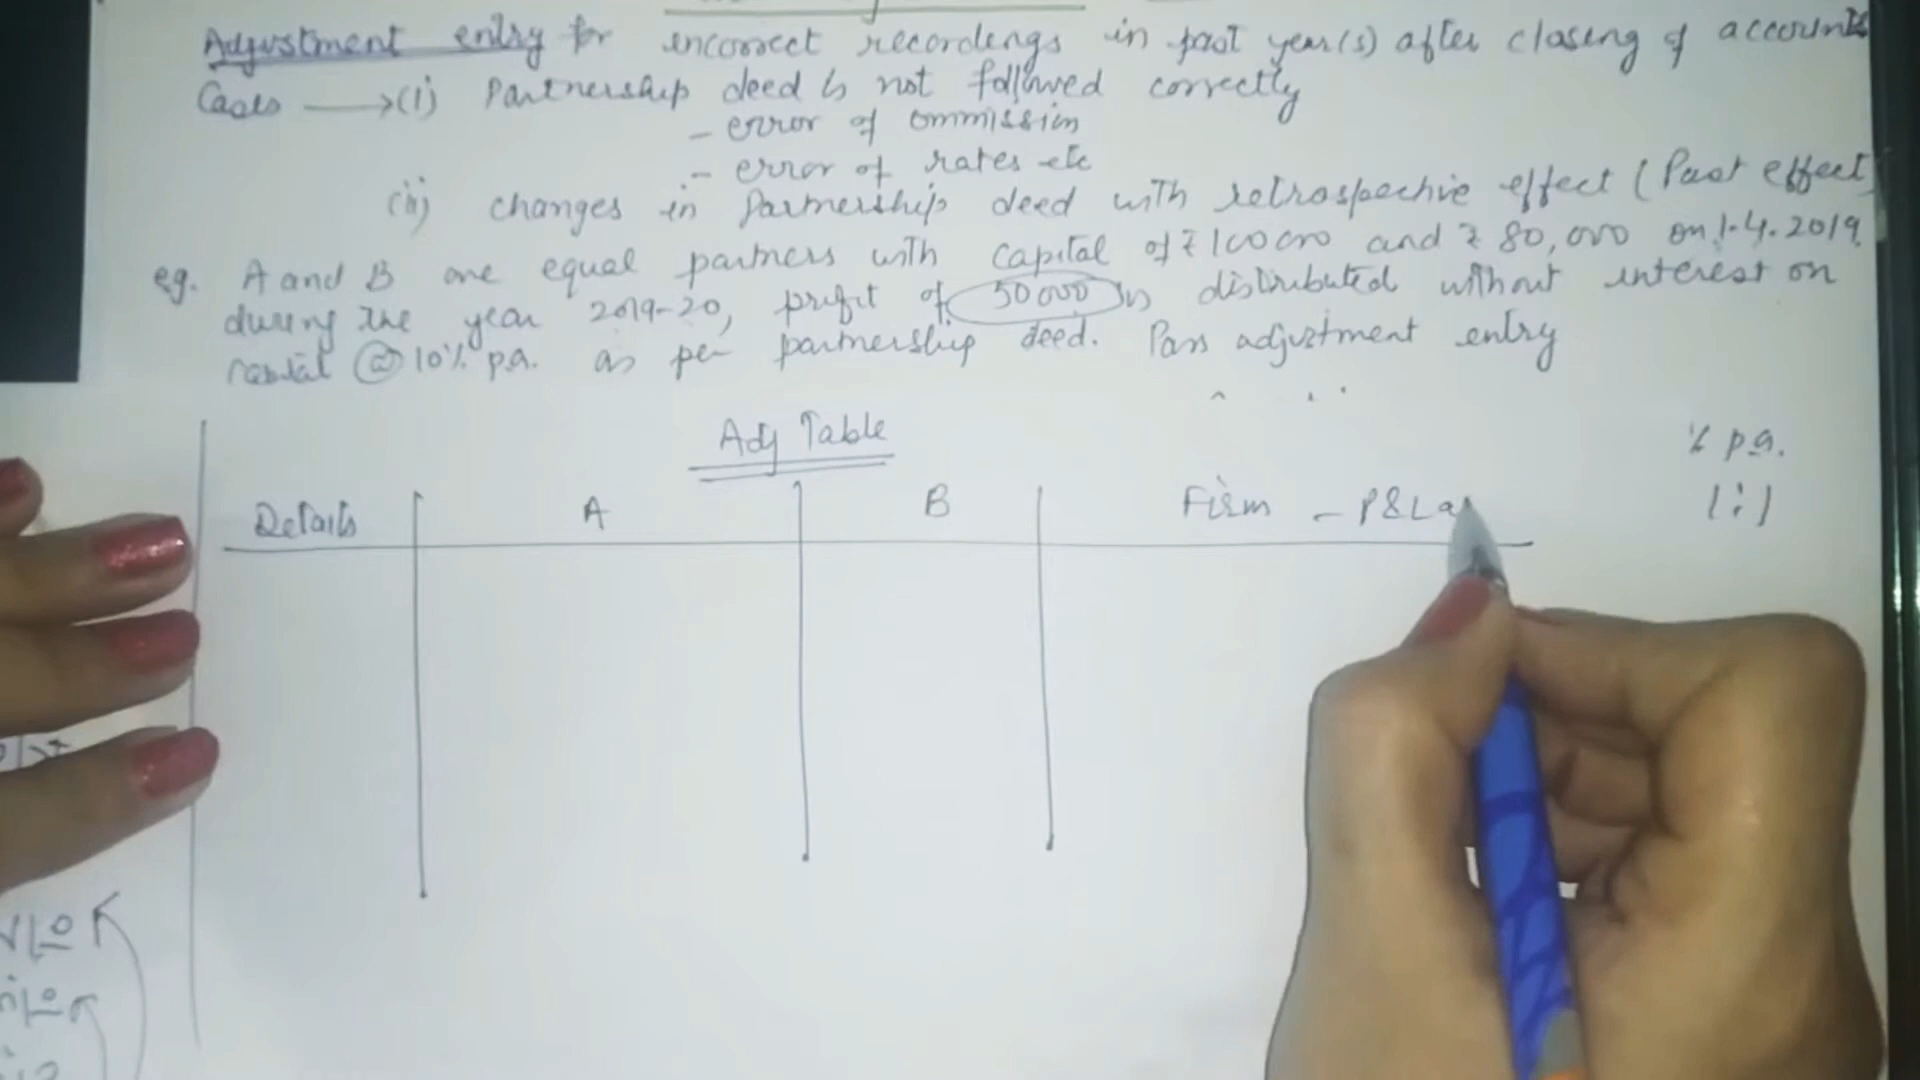 Adjustment entry for incorrect recordings in past year(s) after closing of accounts
Cases → (i) Partnership deed is not followed correctly
- error of ommission
- error of rates etc
(ii) changes in Partnership deed with retrospective effect (Past effect)
eg. A and B are equal partners with capital of ₹ 100000 and ₹ 80,000 on 1.4.2019.
during the year 2019-20, profit of 50000 is distributed without interest on
capital @ 10% p.a. as per partnership deed. Pass adjustment entry
Adj Table
% p.a.
1:1
Details A B Firm - P&L a